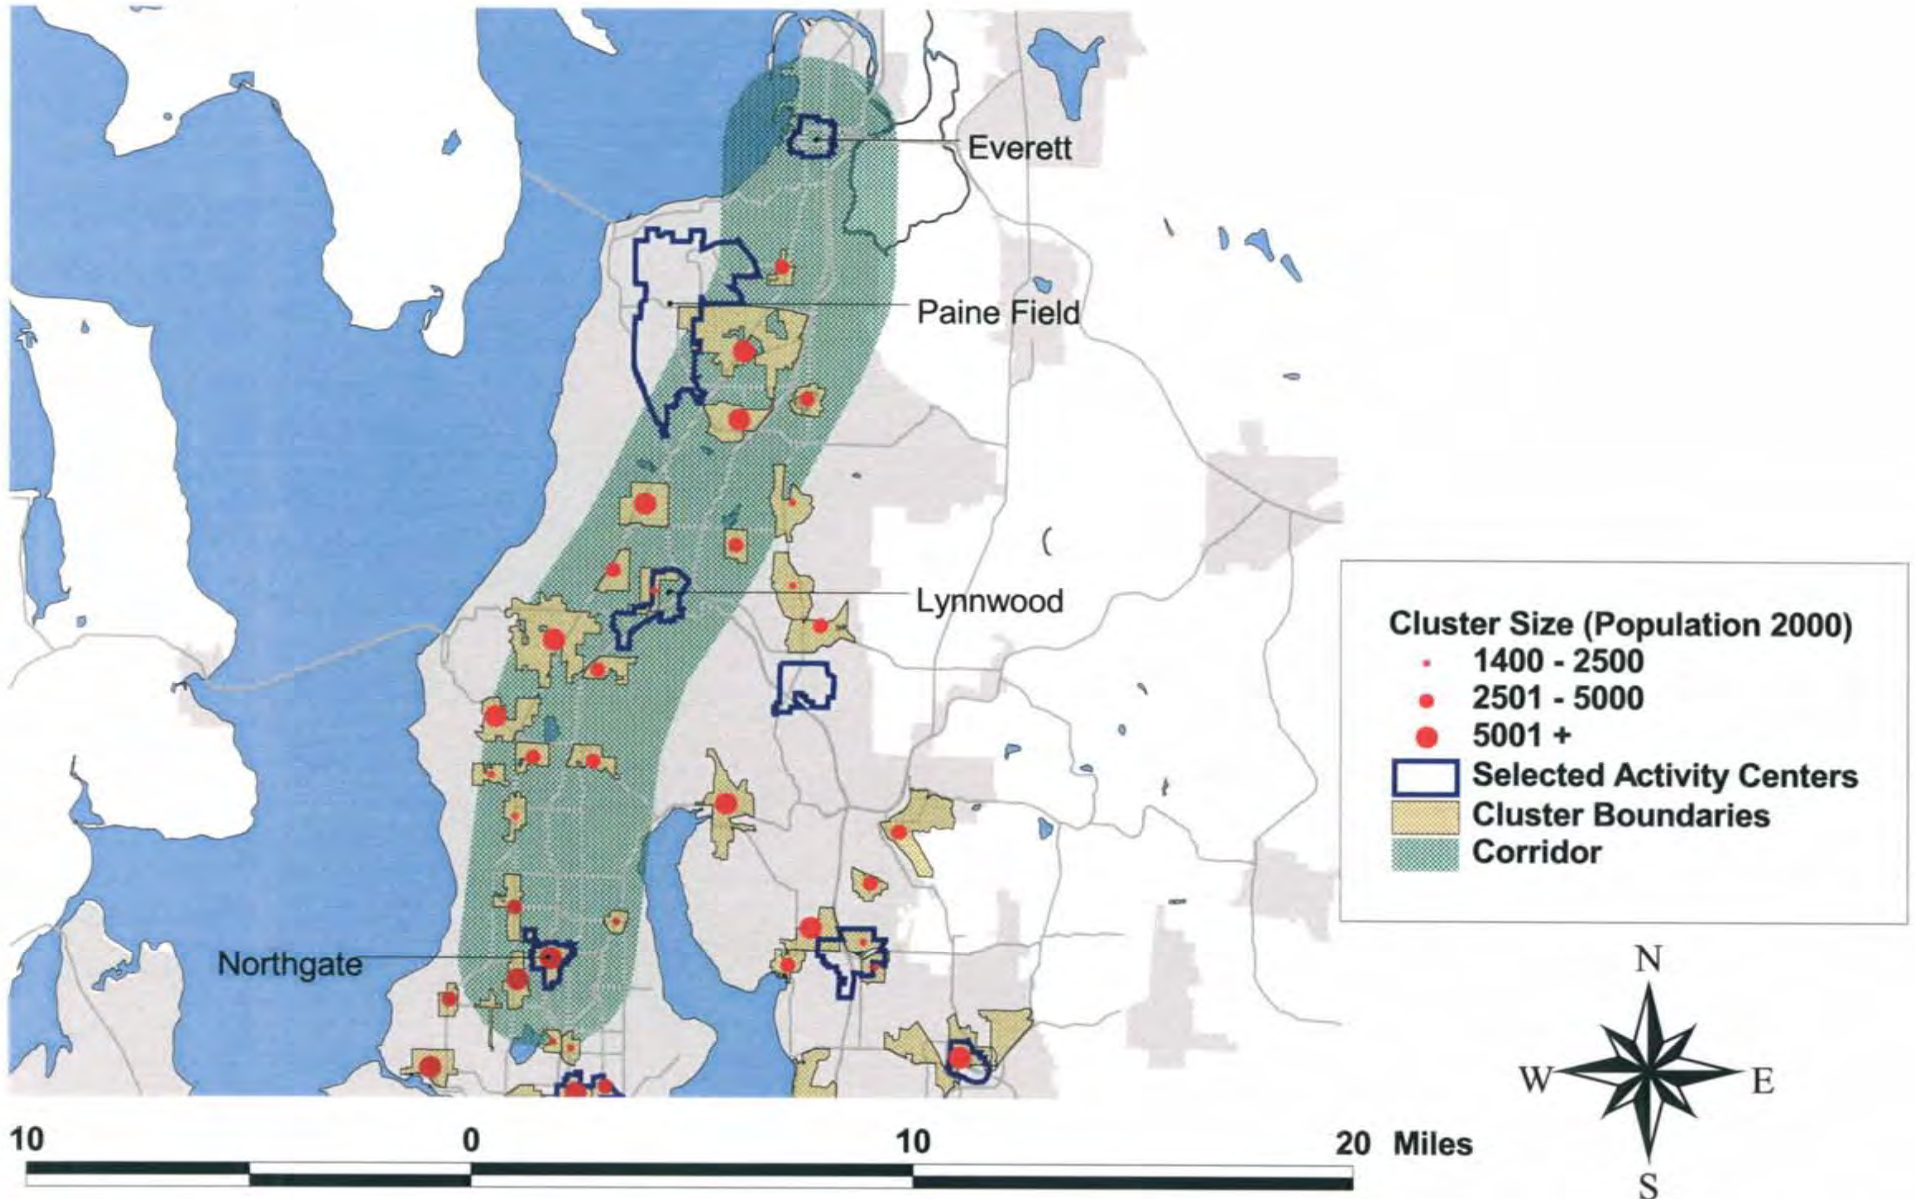 Everett
Paine Field
Lynnwood
Northgate
Cluster Size (Population 2000)
1400 - 2500
2501 - 5000
5001 +
Selected Activity Centers
Cluster Boundaries
Corridor
N
W E
S
10 0 10 20 Miles